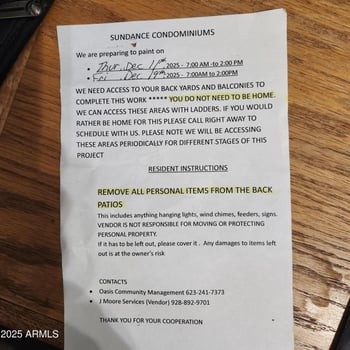 SUNDANCE CONDOMINIUMS
We are preparing to paint on
• Thur. Dec 2025 - 7:00 AM -to 2:00 PM
• Fri Dec 2025 - 7:00AM to 2:00PM
WE NEED ACCESS TO YOUR BACK YARDS AND BALCONIES TO
COMPLETE THIS WORK ***** YOU DO NOT NEED TO BE HOME.
WE CAN ACCESS THESE AREAS WITH LADDERS. IF YOU WOULD
RATHER BE HOME FOR THIS PLEASE CALL RIGHT AWAY TO
SCHEDULE WITH US. PLEASE NOTE WE WILL BE ACCESSING
THESE AREAS PERIODICALLY FOR DIFFERENT STAGES OF THIS
PROJECT
RESIDENT INSTRUCTIONS
REMOVE ALL PERSONAL ITEMS FROM THE BACK
PATIOS
This includes anything hanging lights, wind chimes, feeders, signs.
VENDOR IS NOT RESPONSIBLE FOR MOVING OR PROTECTING
PERSONAL PROPERTY.
If it has to be left out, please cover it . Any damages to items left
out is at the owner's risk
CONTACTS
• Oasis Community Management 623-241-7373
• J Moore Services (Vendor) 928-892-9701
THANK YOU FOR YOUR COOPERATION
2025 ARMLS